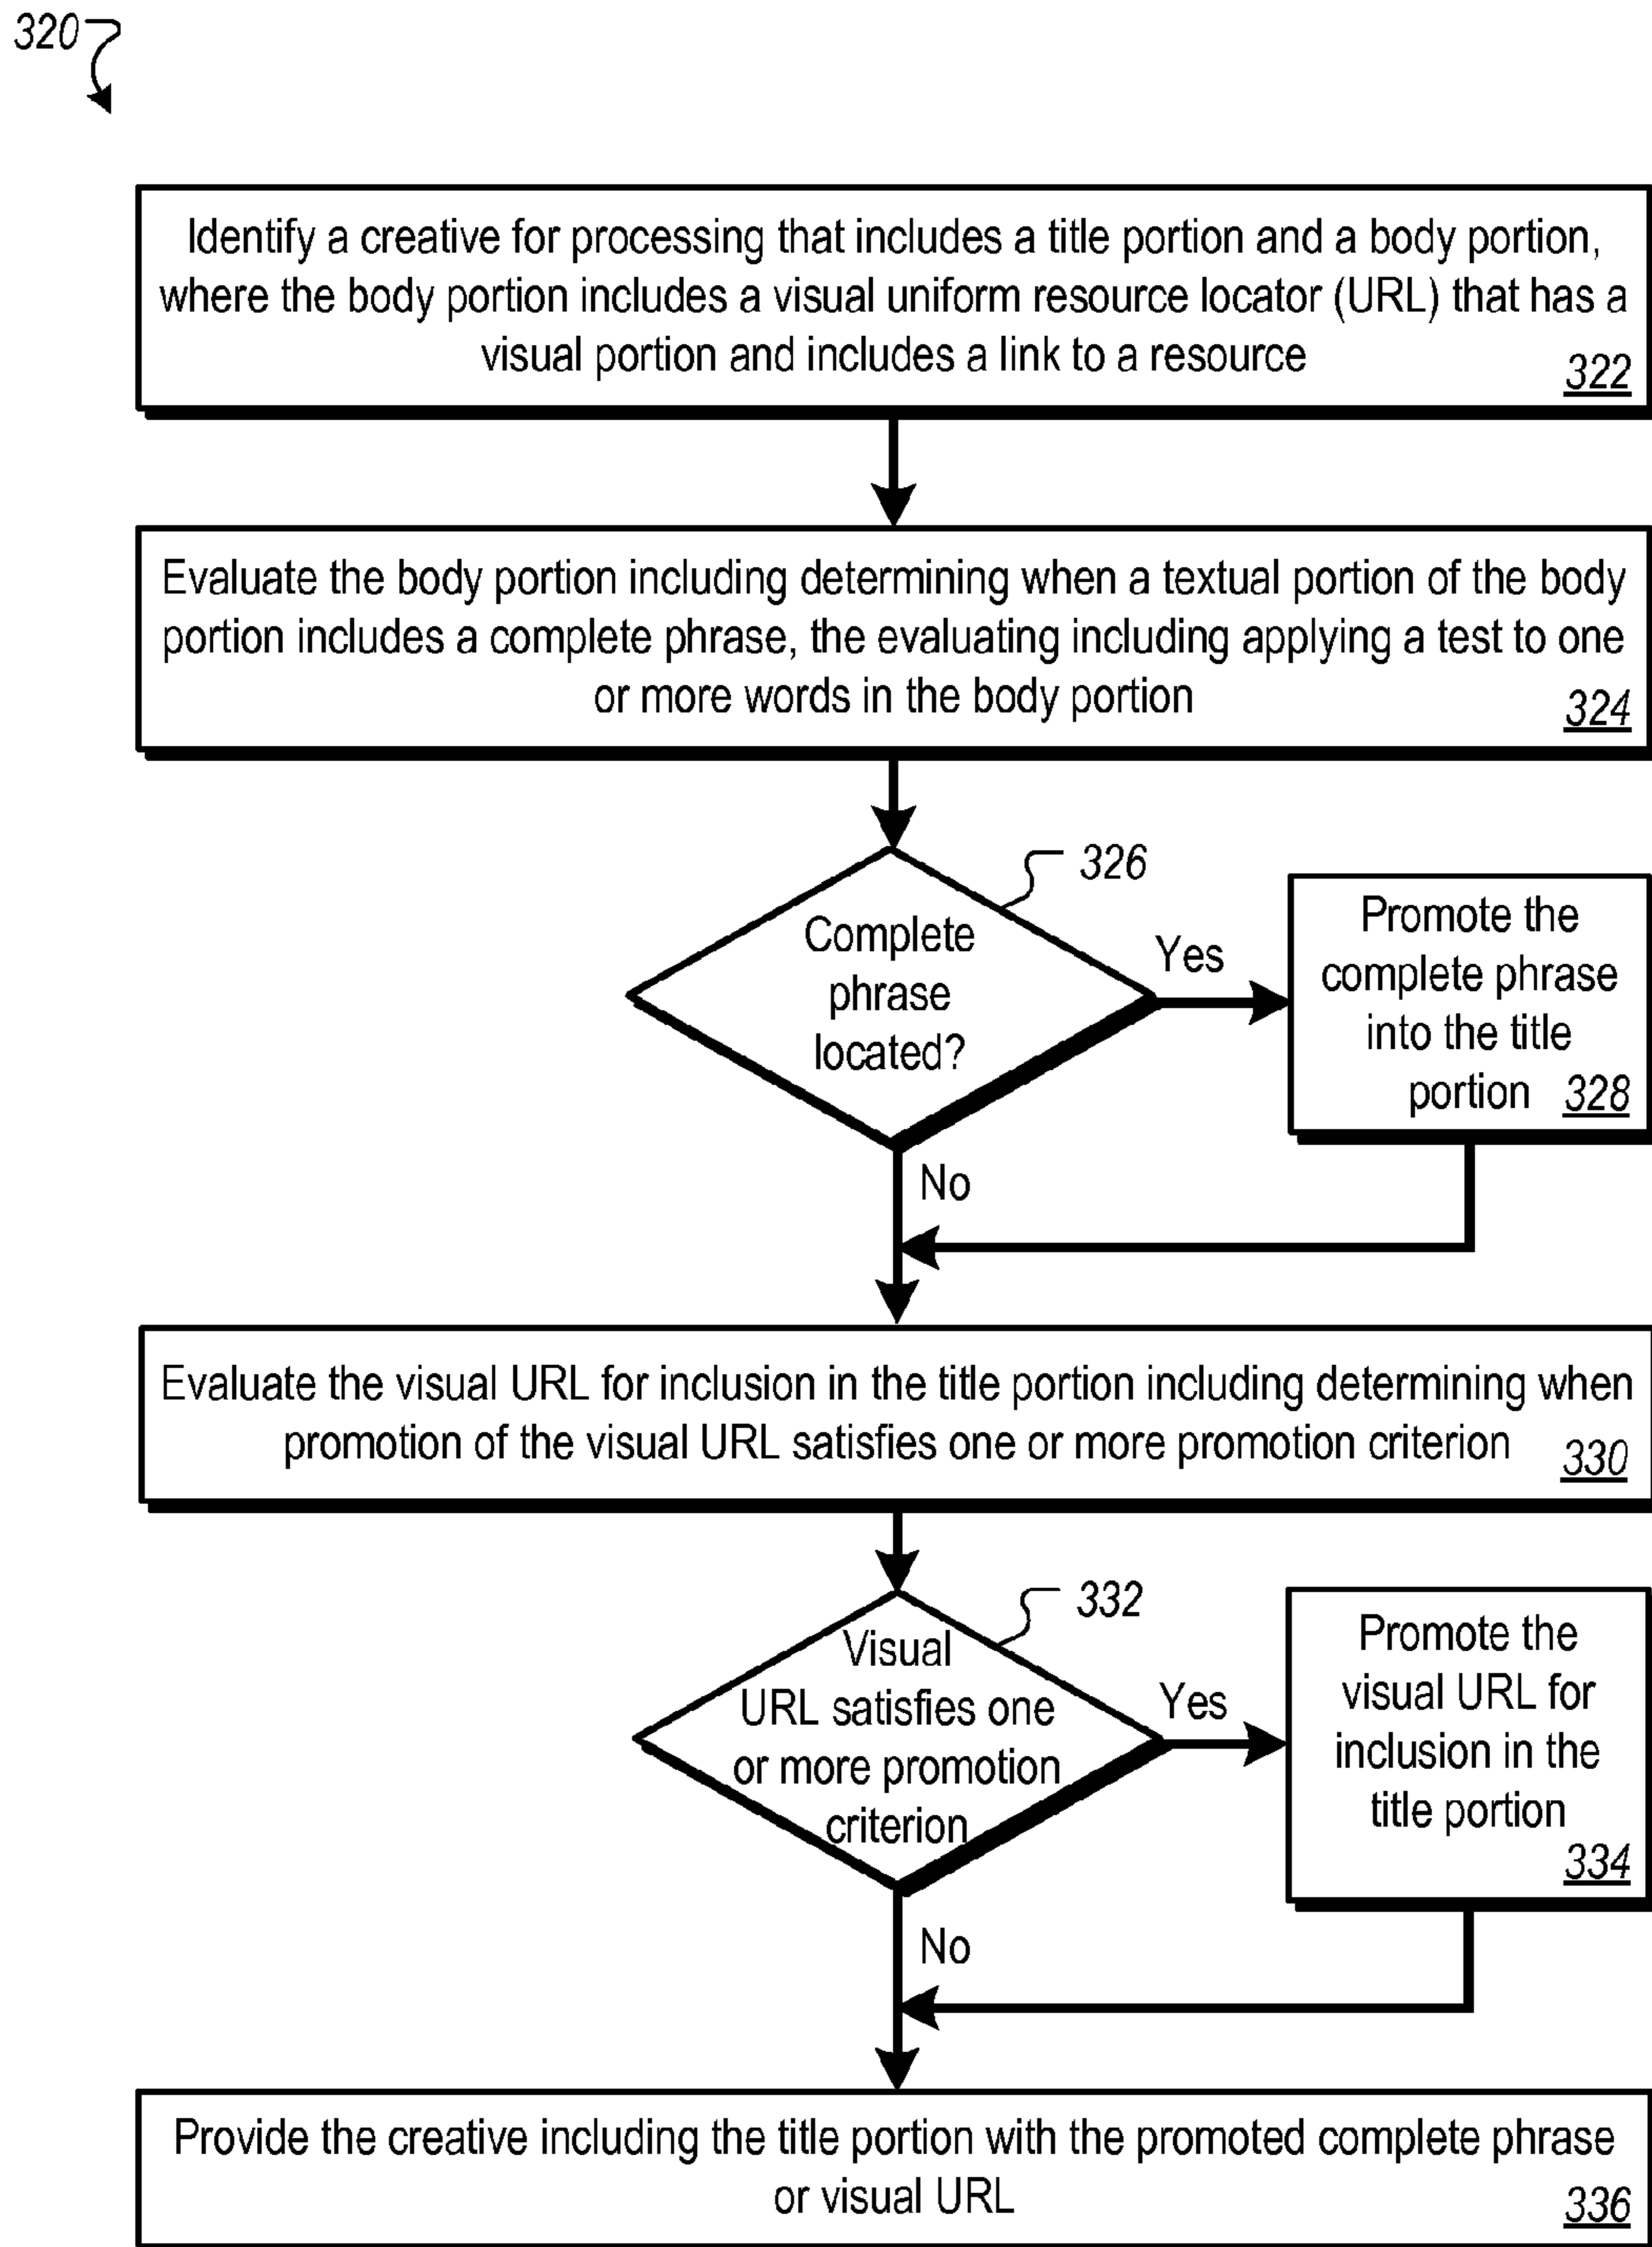 320
Identify a creative for processing that includes a title portion and a body portion,
where the body portion includes a visual uniform resource locator (URL) that has a
visual portion and includes a link to a resource
322
Evaluate the body portion including determining when a textual portion of the body
portion includes a complete phrase, the evaluating including applying a test to one
or more words in the body portion
324
326
Complete
phrase
located?
Yes
Promote the
complete phrase
into the title
portion 328
No
Evaluate the visual URL for inclusion in the title portion including determining when
promotion of the visual URL satisfies one or more promotion criterion
330
332
Visual
URL satisfies one
or more promotion
criterion
Yes
Promote the
visual URL for
inclusion in the
title portion
334
No
Provide the creative including the title portion with the promoted complete phrase
or visual URL
336